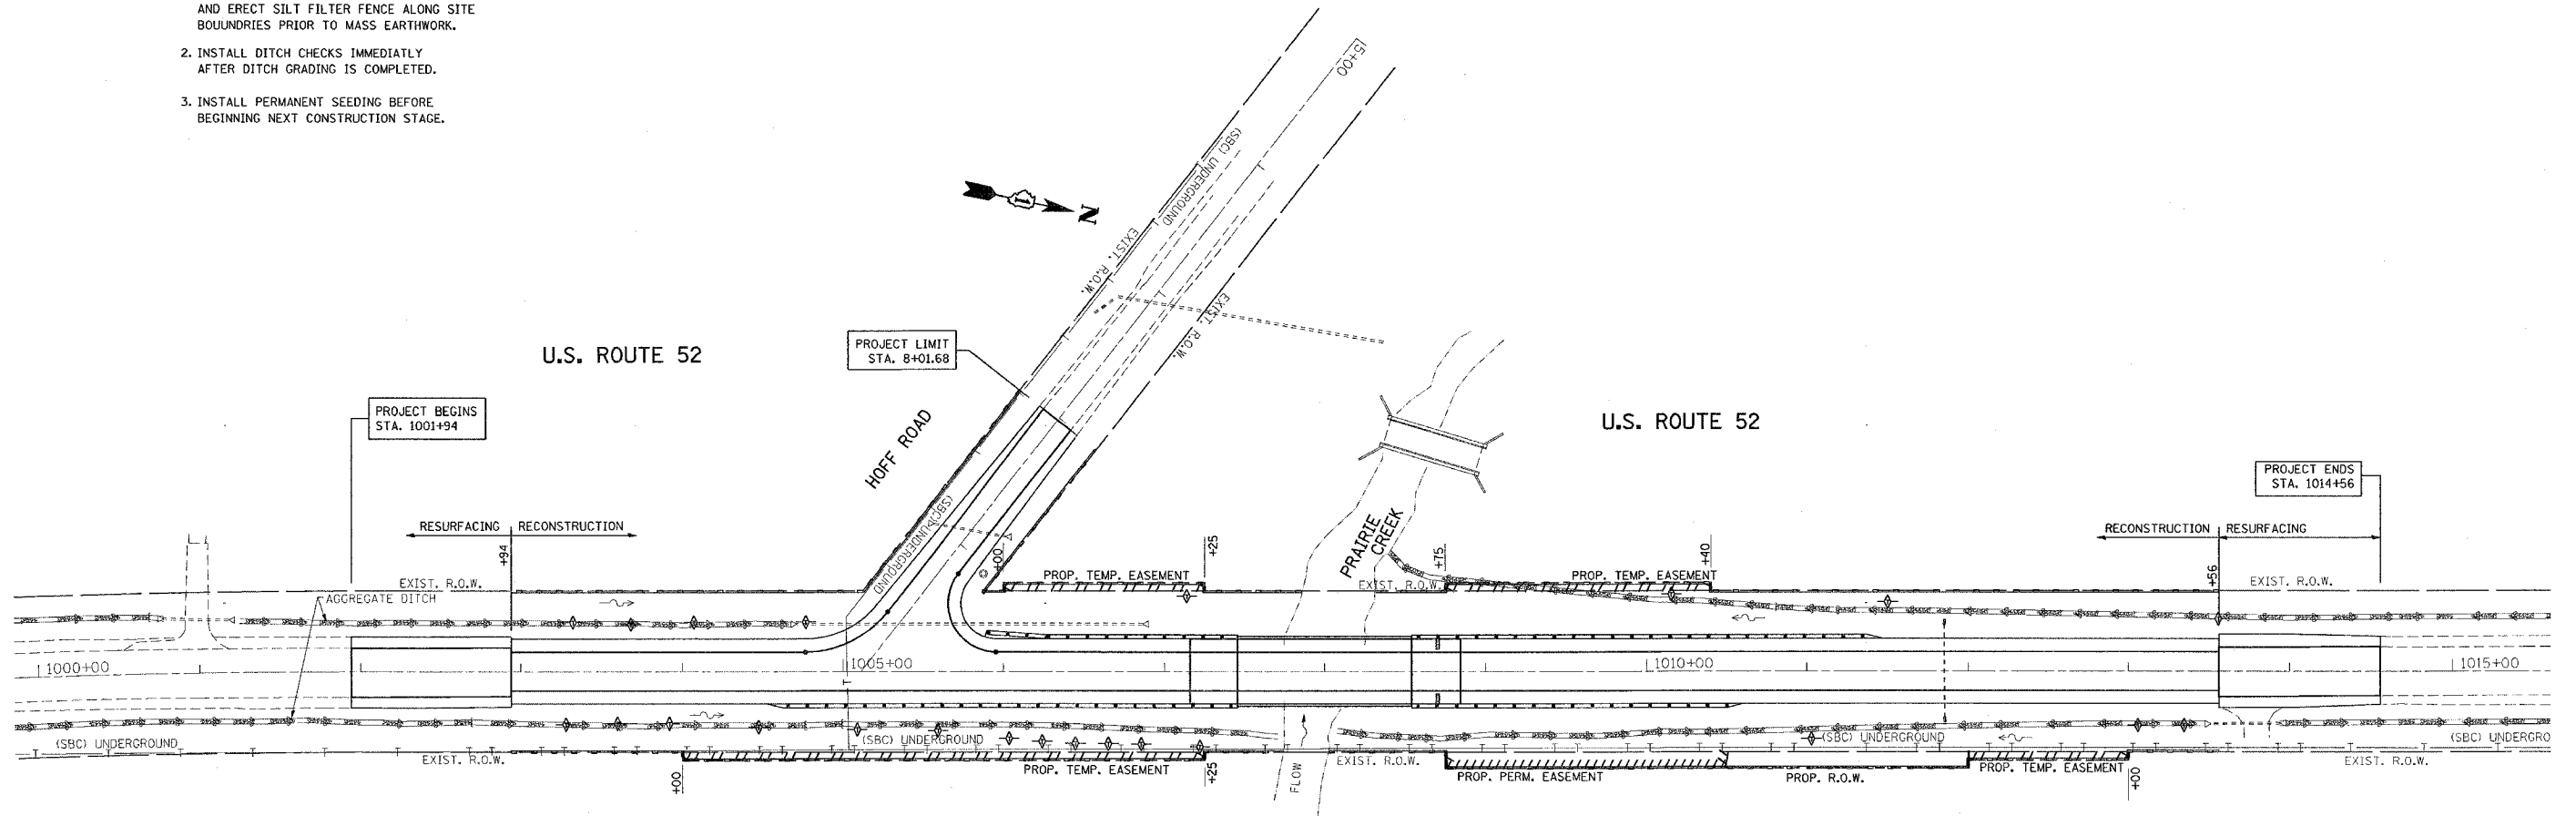 AND ERECT SILT FILTER FENCE ALONG SITE
BOUUNDRIES PRIOR TO MASS EARTHWORK.
2. INSTALL DITCH CHECKS IMMEDIATLY
AFTER DITCH GRADING IS COMPLETED.
3. INSTALL PERMANENT SEEDING BEFORE
BEGINNING NEXT CONSTRUCTION STAGE.
15+00
(SBC) UNDERGROUND
EXIST. R.O.W.
EXIST. R.O.W.
1
N
U.S. ROUTE 52
PROJECT LIMIT
STA. 8+01.68
HOFF ROAD
PROJECT BEGINS
STA. 1001+94
U.S. ROUTE 52
PROJECT ENDS
STA. 1014+56
RESURFACING
RECONSTRUCTION
+94
(SBC) UNDERGROUND
+00
+25
PRAIRIE
CREEK
+75
+40
RECONSTRUCTION
RESURFACING
+56
EXIST. R.O.W.
PROP. TEMP. EASEMENT
EXIST. R.O.W.
PROP. TEMP. EASEMENT
EXIST. R.O.W.
AGGREGATE DITCH
1000+00
1005+00
1010+00
1015+00
(SBC) UNDERGROUND
(SBC) UNDERGROUND
(SBC) UNDERGROUND
(SBC) UNDERGRO
EXIST. R.O.W.
+00
PROP. TEMP. EASEMENT
+25
FLOW
EXIST. R.O.W.
PROP. PERM. EASEMENT
PROP. R.O.W.
PROP. TEMP. EASEMENT
+00
EXIST. R.O.W.